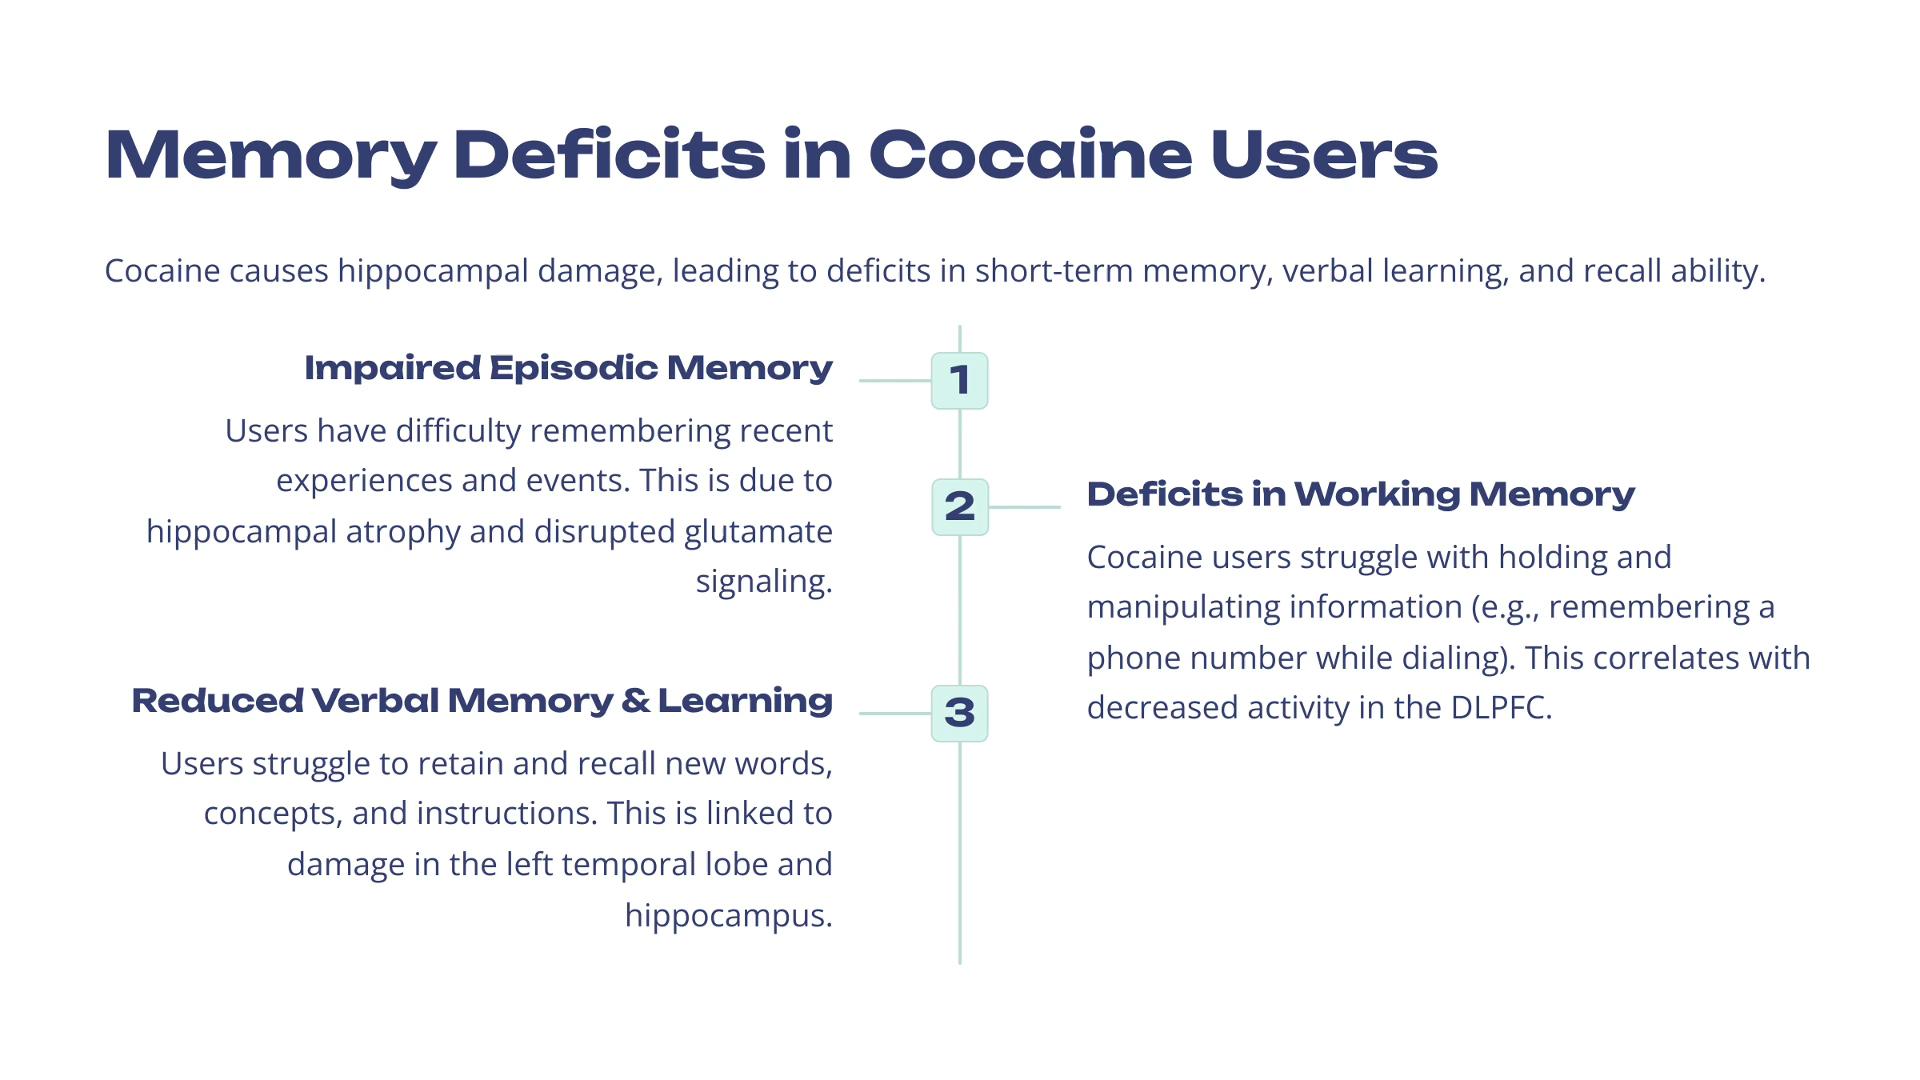 Memory Deficits in Cocaine Users
Cocaine causes hippocampal damage, leading to deficits in short-term memory, verbal learning, and recall ability.
1
Impaired Episodic Memory
Users have difficulty remembering recent
experiences and events. This is due to
hippocampal atrophy and disrupted glutamate
signaling.
2
Deficits in Working Memory
Cocaine users struggle with holding and
manipulating information (e.g., remembering a
phone number while dialing). This correlates with
decreased activity in the DLPFC.
3
Reduced Verbal Memory & Learning
Users struggle to retain and recall new words,
concepts, and instructions. This is linked to
damage in the left temporal lobe and
hippocampus.